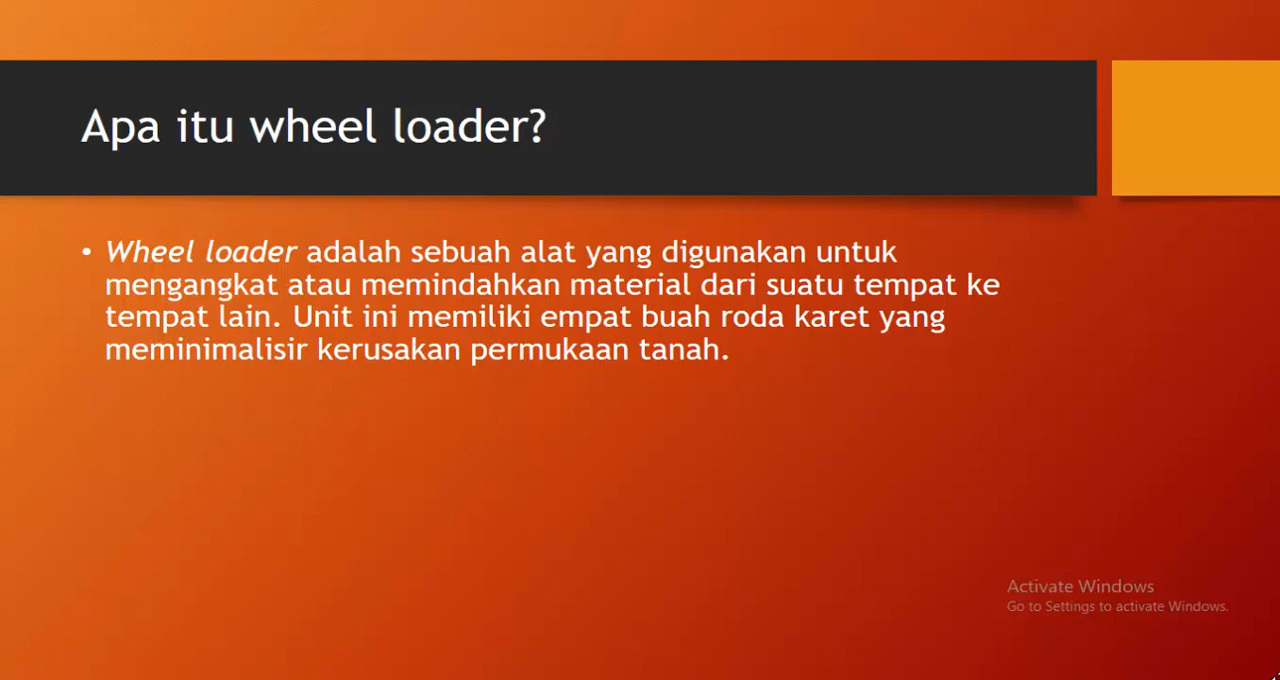 Apa itu wheel loader?
• Wheel loader adalah sebuah alat yang digunakan untuk
mengangkat atau memindahkan material dari suatu tempat ke
tempat lain. Unit ini memiliki empat buah roda karet yang
meminimalisir kerusakan permukaan tanah.
Activate Windows
Go to Settings to activate Windows.